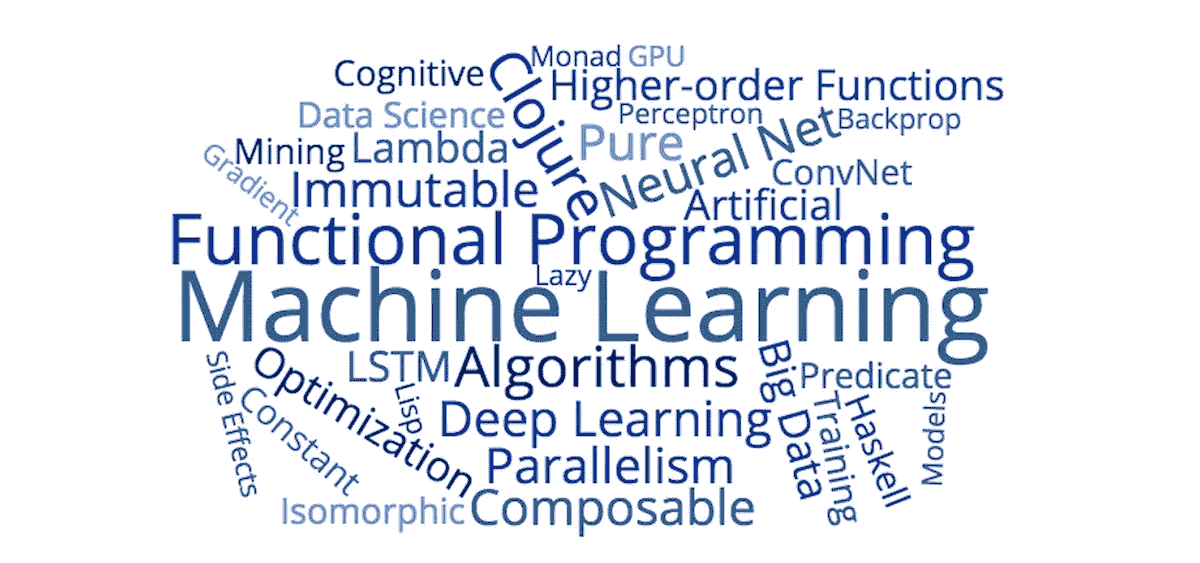 Monad
GPU
Cognitive
Clojure
Higher-order Functions
Data Science
Perceptron
Backprop
Pure
Neural Net
Mining
Lambda
Gradient
ConvNet
Immutable
Artificial
Functional Programming
Lazy
Machine Learning
Side Effects
Optimization
LSTM
Algorithms
Big Data
Predicate
Constant
Lisp
Deep Learning
Training
Haskell
Models
Parallelism
Isomorphic
Composable